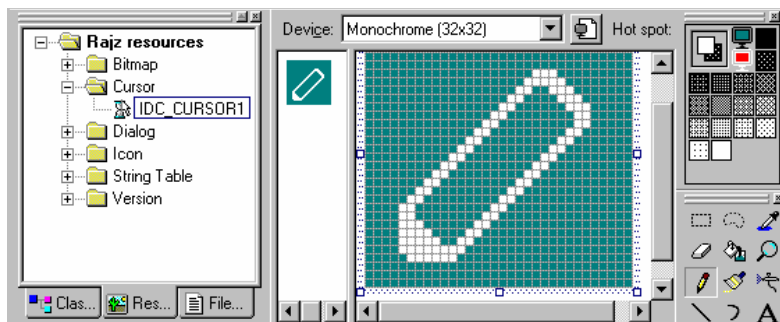 Rajz resources
Bitmap
Cursor
IDC_CURSOR1
Dialog
Icon
String Table
Version
Clas...
Res...
File...
Device: Monochrome (32x32)
Hot spot:
A